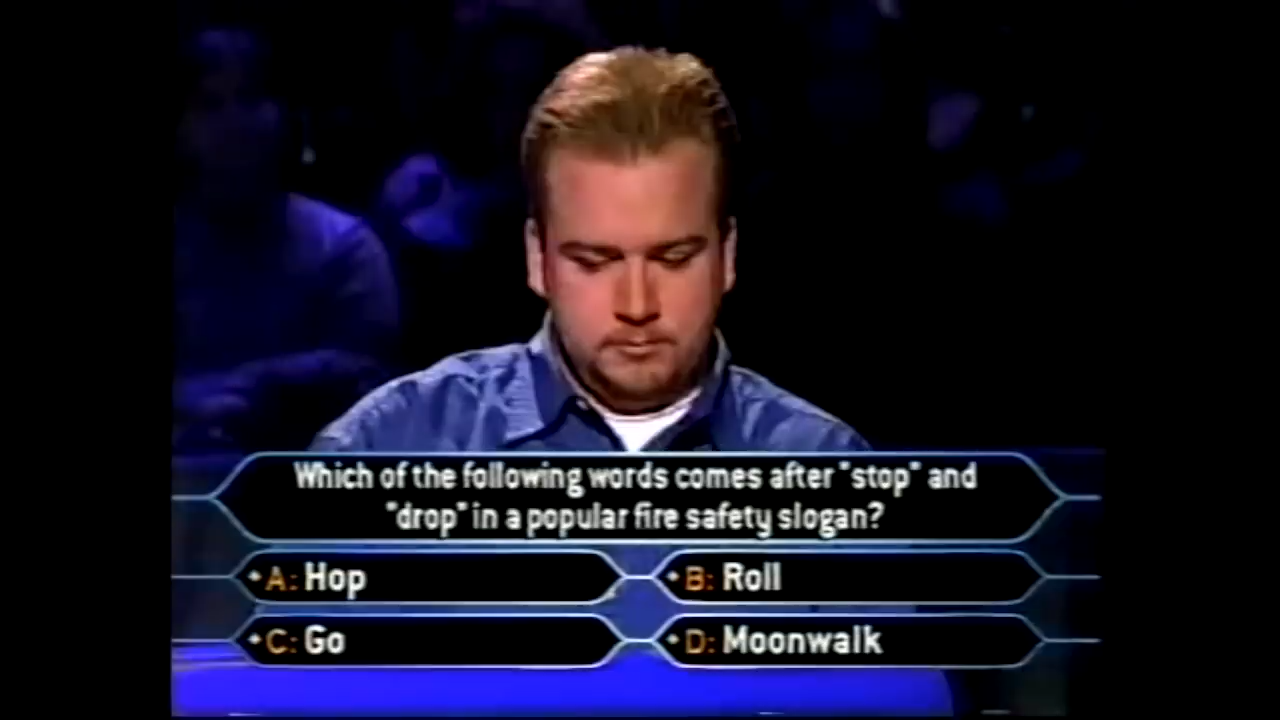 Which of the following words comes after "stop" and
"drop" in a popular fire safety slogan?
A: Hop
B: Roll
C: Go
D: Moonwalk